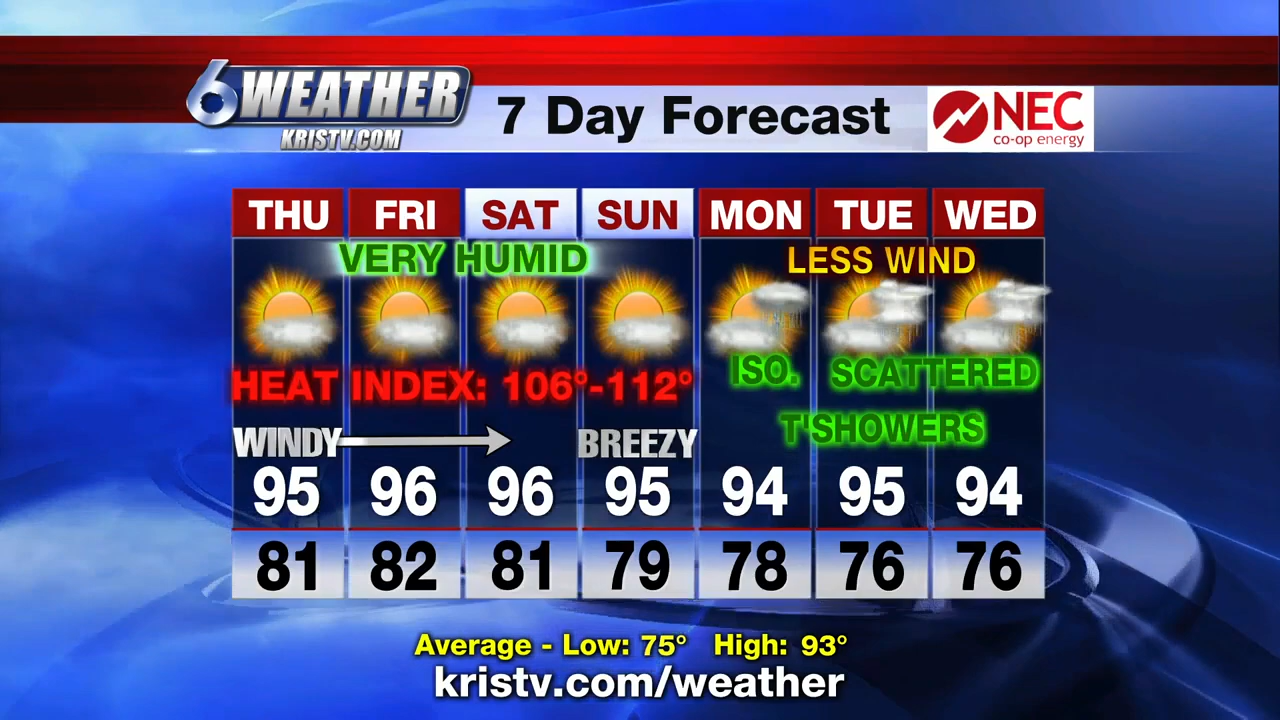 6 WEATHER
KRISTV.COM
7 Day Forecast
NEC
co-op energy
THU FRI SAT SUN MON TUE WED
VERY HUMID LESS WIND
HEAT INDEX: 106°-112° ISO. SCATTERED
T'SHOWERS
WINDY BREEZY
95 96 96 95 94 95 94
81 82 81 79 78 76 76
Average - Low: 75° High: 93°
kristv.com/weather